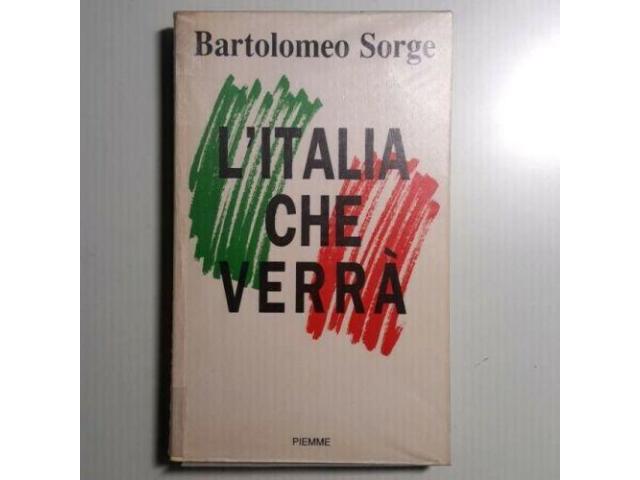 Bartolomeo Sorge
L'ITALIA
CHE
VERRÀ
PIEMME